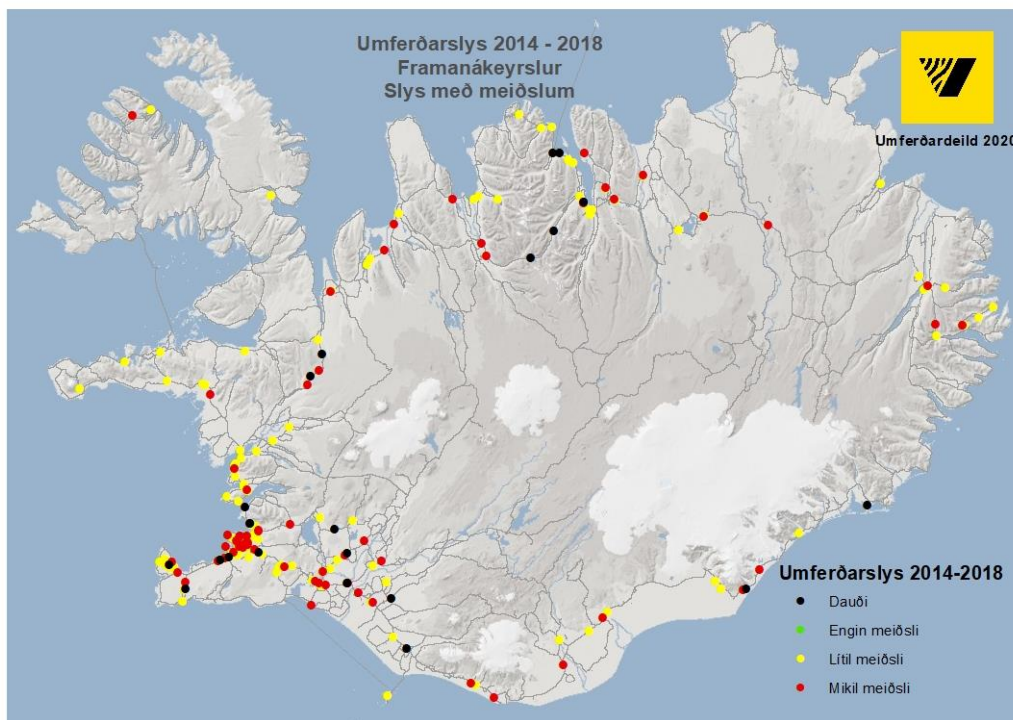 Umferðarslys 2014 - 2018
Framanákeyrslur
Slys með meiðslum
Umferðardeild 2020
Umferðarslys 2014-2018
Dauði
Engin meiðsli
Lítil meiðsli
Mikil meiðsli